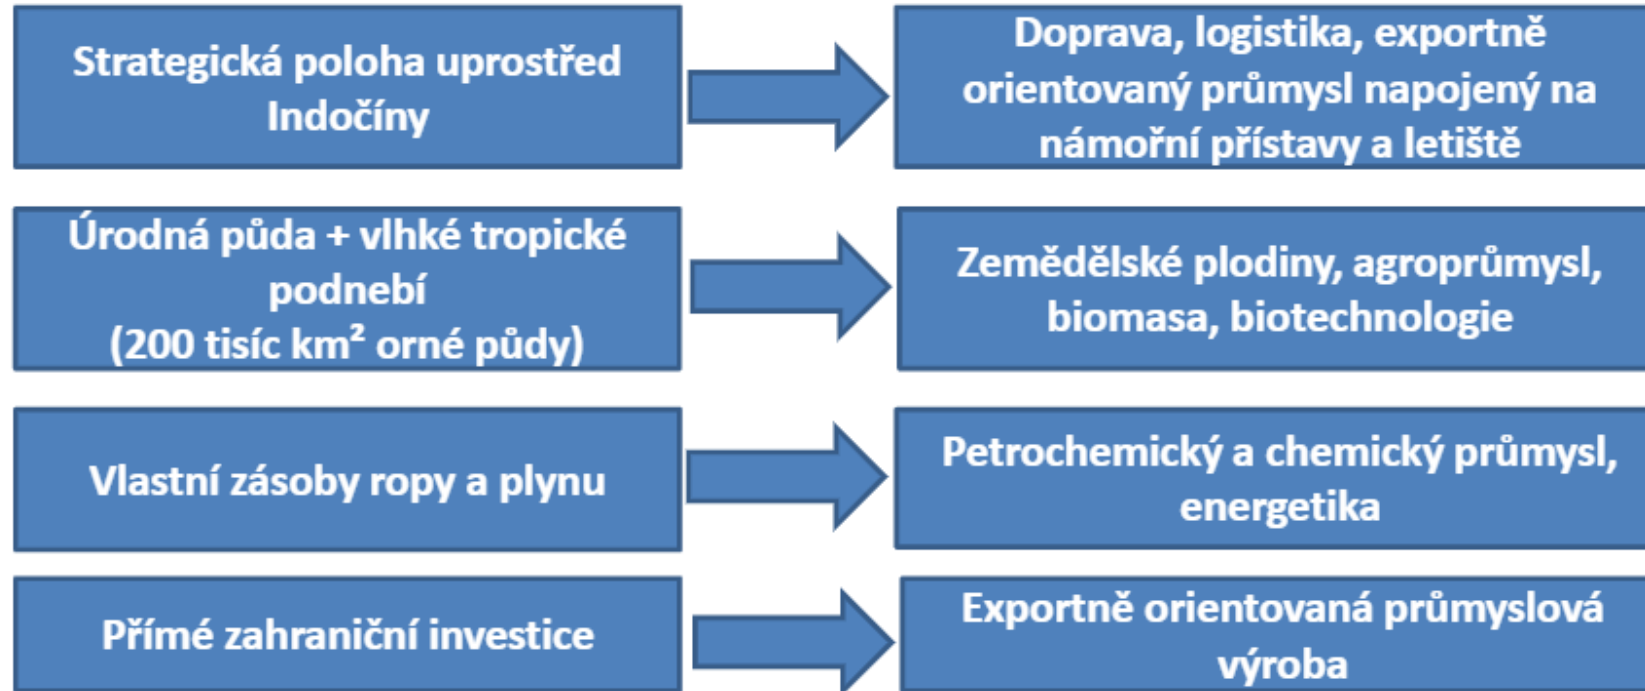 Strategická poloha uprostřed
Indočíny
Doprava, logistika, exportně
orientovaný průmysl napojený na
námořní přístavy a letiště
Úrodná půda + vlhké tropické
podnebí
(200 tisíc km² orné půdy)
Zemědělské plodiny, agroprůmysl,
biomasa, biotechnologie
Vlastní zásoby ropy a plynu
Petrochemický a chemický průmysl,
energetika
Přímé zahraniční investice
Exportně orientovaná průmyslová
výroba